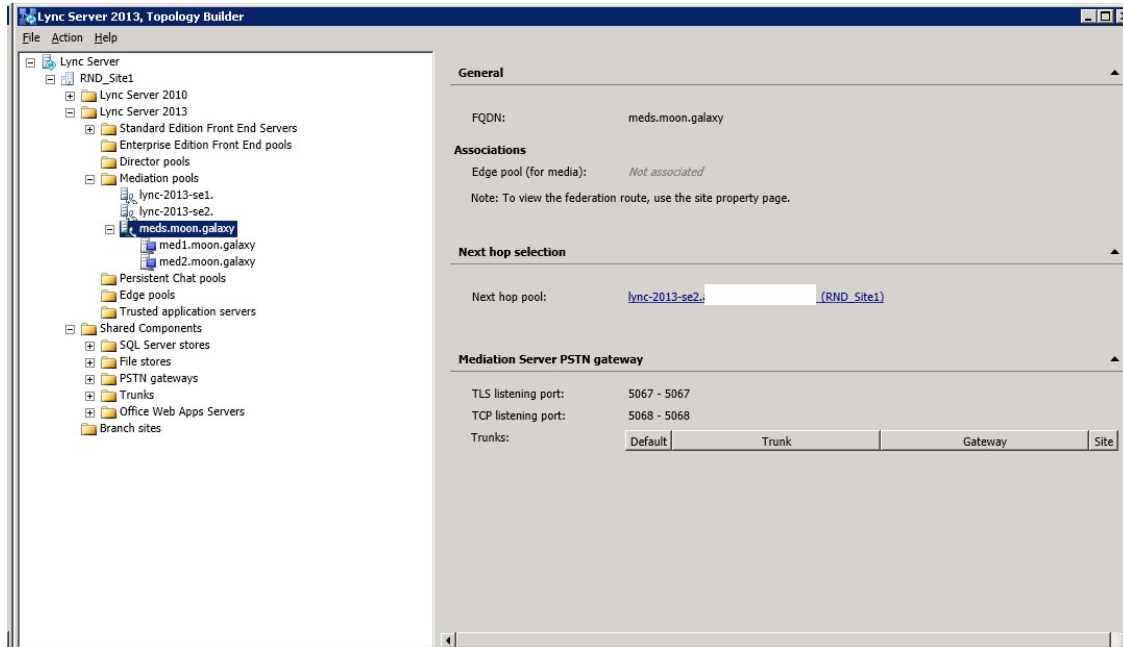 Lync Server 2013, Topology Builder
File Action Help
Lync Server
RND_Site1
Lync Server 2010
Lync Server 2013
Standard Edition Front End Servers
Enterprise Edition Front End pools
Director pools
Mediation pools
lync-2013-se1.
lync-2013-se2.
meds.moon.galaxy
med1.moon.galaxy
med2.moon.galaxy
Persistent Chat pools
Edge pools
Trusted application servers
Shared Components
SQL Server stores
File stores
PSTN gateways
Trunks
Office Web Apps Servers
Branch sites
General
FQDN: meds.moon.galaxy
Associations
Edge pool (for media): Not associated
Note: To view the federation route, use the site property page.
Next hop selection
Next hop pool: lync-2013-se2. (RND_Site1)
Mediation Server PSTN gateway
TLS listening port: 5067 - 5067
TCP listening port: 5068 - 5068
Trunks: Default Trunk Gateway Site